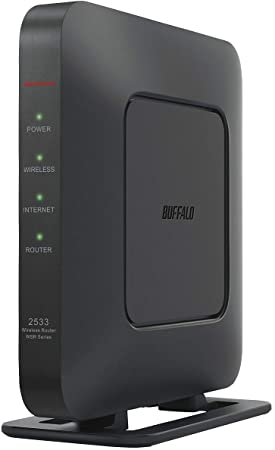 POWER
WIRELESS
INTERNET
ROUTER
BUFFALO
2533
Wireless Router
WSR Series